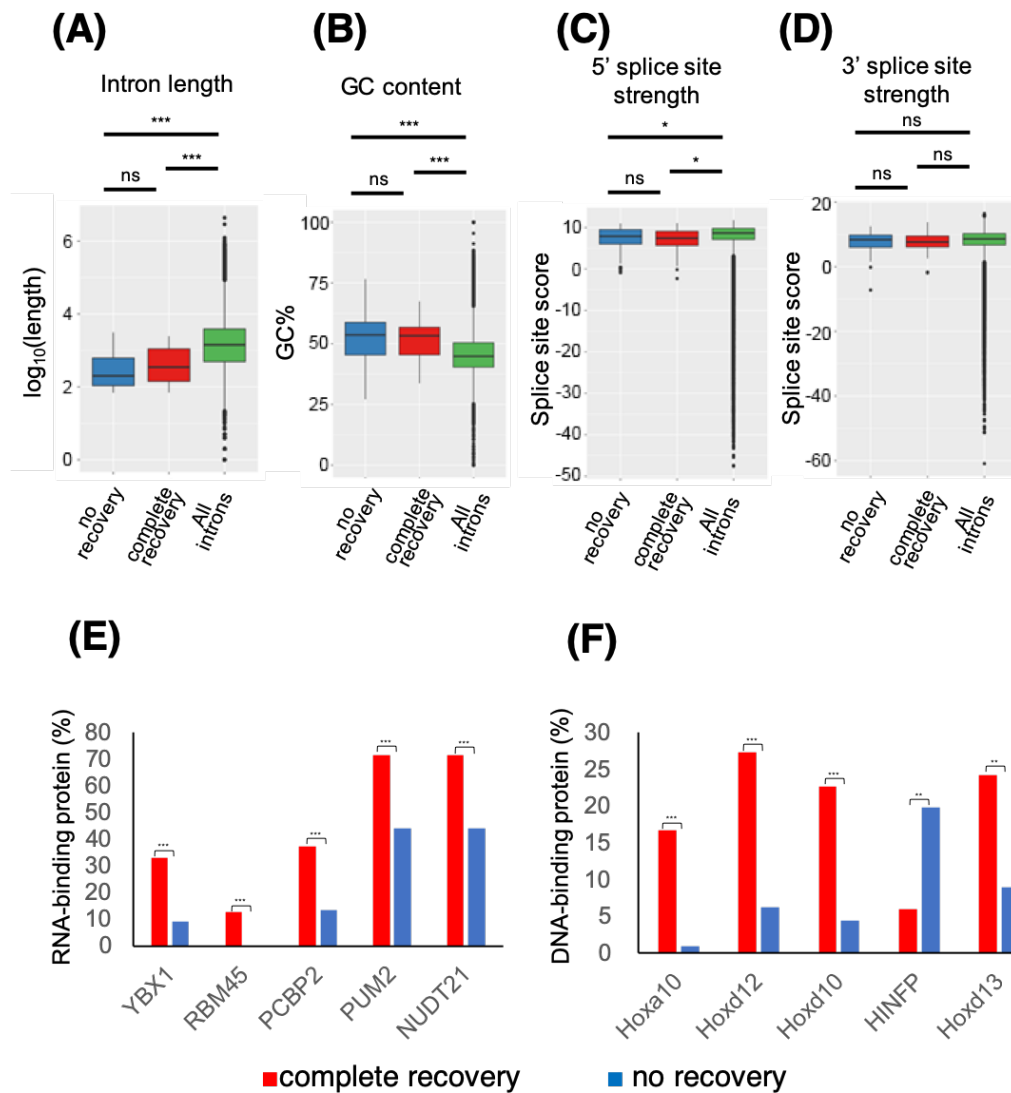 (A)
(B)
(C)
(D)
Intron length
GC content
5’ splice site
strength
3’ splice site
strength
***
***
ns
***
***
ns
*
*
ns
ns
ns
ns
log₁₀(length)
6
4
2
0
GC%
100
75
50
25
0
Splice site score
10
0
-10
-20
-30
-40
-50
Splice site score
20
0
-20
-40
-60
no
recovery
complete
recovery
All
introns
no
recovery
complete
recovery
All
introns
no
recovery
complete
recovery
All
introns
no
recovery
complete
recovery
All
introns
(E)
RNA-binding protein (%)
80
70
60
50
40
30
20
10
0
***
***
***
***
***
YBX1
RBM45
PCBP2
PUM2
NUDT21
(F)
DNA-binding protein (%)
30
25
20
15
10
5
0
***
***
***
**
**
Hoxa10
Hoxd12
Hoxd10
HINFP
Hoxd13
complete recovery
no recovery